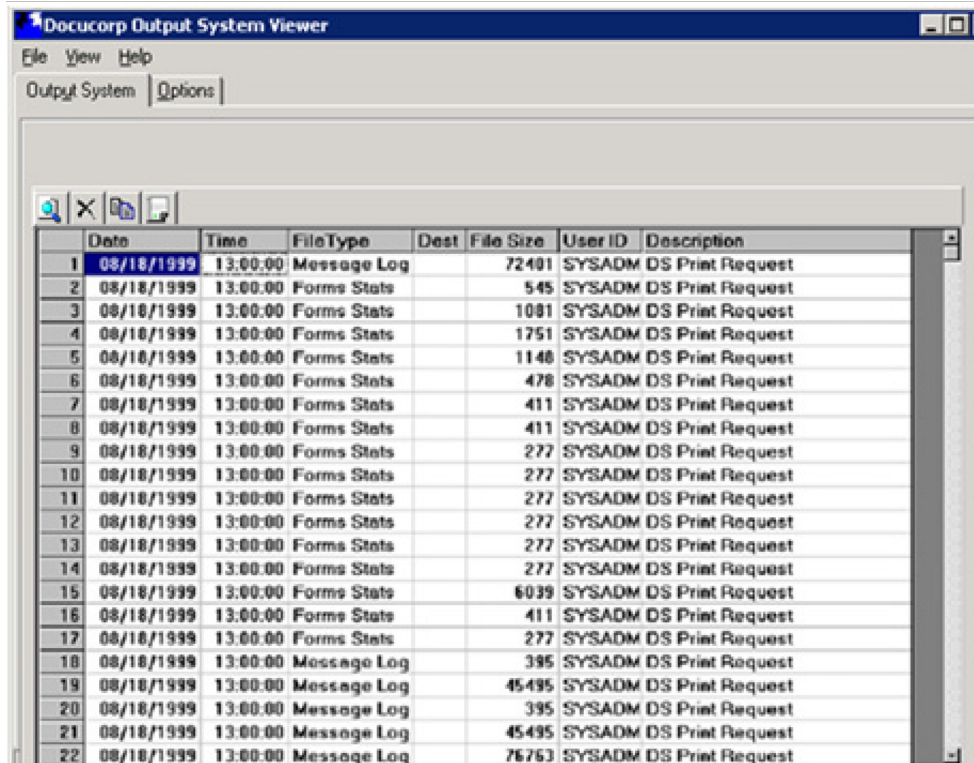 Docucorp Output System Viewer
File View Help
Output System Options
Date Time FileType Dest File Size User ID Description
1 08/18/1999 13:00:00 Message Log 72401 SYSADM DS Print Request
2 08/18/1999 13:00:00 Forms Stats 545 SYSADM DS Print Request
3 08/18/1999 13:00:00 Forms Stats 1081 SYSADM DS Print Request
4 08/18/1999 13:00:00 Forms Stats 1751 SYSADM DS Print Request
5 08/18/1999 13:00:00 Forms Stats 1148 SYSADM DS Print Request
6 08/18/1999 13:00:00 Forms Stats 478 SYSADM DS Print Request
7 08/18/1999 13:00:00 Forms Stats 411 SYSADM DS Print Request
8 08/18/1999 13:00:00 Forms Stats 411 SYSADM DS Print Request
9 08/18/1999 13:00:00 Forms Stats 277 SYSADM DS Print Request
10 08/18/1999 13:00:00 Forms Stats 277 SYSADM DS Print Request
11 08/18/1999 13:00:00 Forms Stats 277 SYSADM DS Print Request
12 08/18/1999 13:00:00 Forms Stats 277 SYSADM DS Print Request
13 08/18/1999 13:00:00 Forms Stats 277 SYSADM DS Print Request
14 08/18/1999 13:00:00 Forms Stats 277 SYSADM DS Print Request
15 08/18/1999 13:00:00 Forms Stats 6039 SYSADM DS Print Request
16 08/18/1999 13:00:00 Forms Stats 411 SYSADM DS Print Request
17 08/18/1999 13:00:00 Forms Stats 277 SYSADM DS Print Request
18 08/18/1999 13:00:00 Message Log 395 SYSADM DS Print Request
19 08/18/1999 13:00:00 Message Log 45495 SYSADM DS Print Request
20 08/18/1999 13:00:00 Message Log 395 SYSADM DS Print Request
21 08/18/1999 13:00:00 Message Log 45495 SYSADM DS Print Request
22 08/18/1999 13:00:00 Message Log 76763 SYSADM DS Print Request